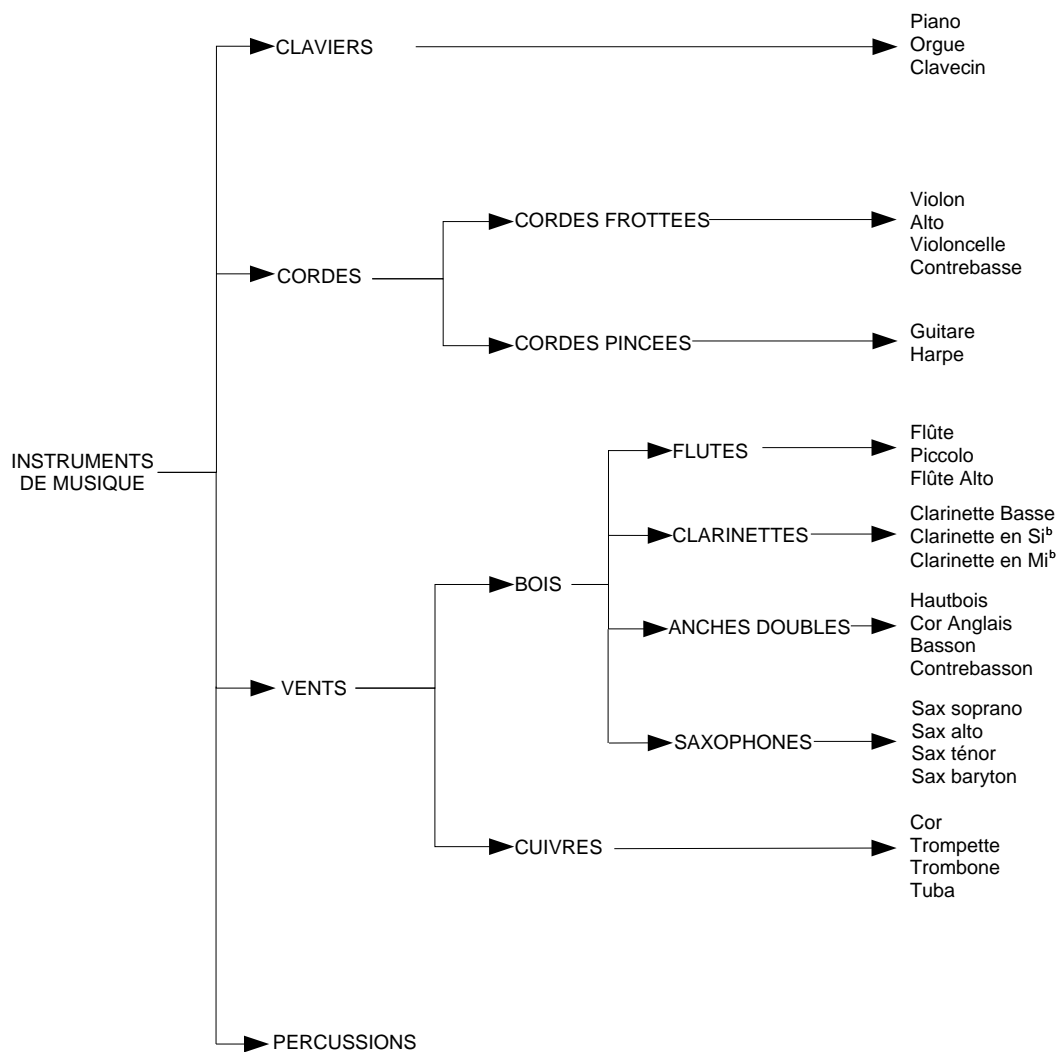 CLAVIERS
Piano
Orgue
Clavecin
CORDES
CORDES FROTTEES
Violon
Alto
Violoncelle
Contrebasse
CORDES PINCEES
Guitare
Harpe
INSTRUMENTS
DE MUSIQUE
VENTS
BOIS
FLUTES
Flûte
Piccolo
Flûte Alto
CLARINETTES
Clarinette Basse
Clarinette en Siᵇ
Clarinette en Miᵇ
ANCHES DOUBLES
Hautbois
Cor Anglais
Basson
Contrebasson
SAXOPHONES
Sax soprano
Sax alto
Sax ténor
Sax baryton
CUIVRES
Cor
Trompette
Trombone
Tuba
PERCUSSIONS